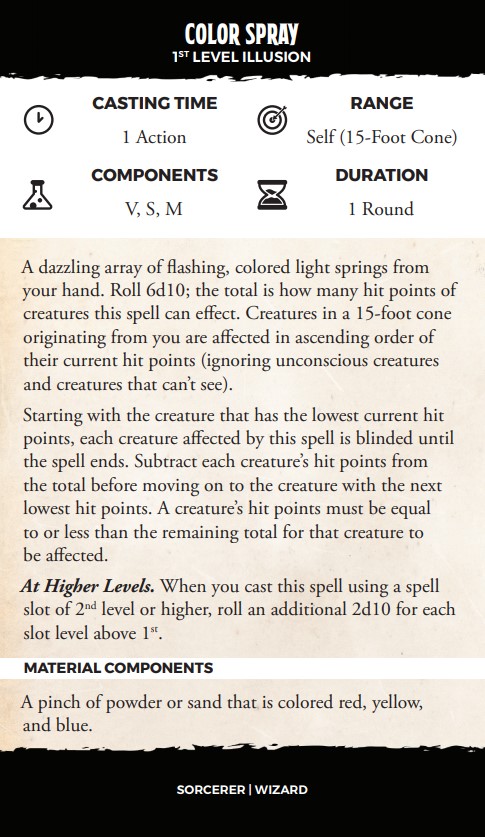 COLOR SPRAY
1ST LEVEL ILLUSION
CASTING TIME
1 Action
RANGE
Self (15-Foot Cone)
COMPONENTS
V, S, M
DURATION
1 Round
A dazzling array of flashing, colored light springs from
your hand. Roll 6d10; the total is how many hit points of
creatures this spell can effect. Creatures in a 15-foot cone
originating from you are affected in ascending order of
their current hit points (ignoring unconscious creatures
and creatures that can’t see).
Starting with the creature that has the lowest current hit
points, each creature affected by this spell is blinded until
the spell ends. Subtract each creature’s hit points from
the total before moving on to the creature with the next
lowest hit points. A creature’s hit points must be equal
to or less than the remaining total for that creature to
be affected.
At Higher Levels. When you cast this spell using a spell
slot of 2nd level or higher, roll an additional 2d10 for each
slot level above 1st.
MATERIAL COMPONENTS
A pinch of powder or sand that is colored red, yellow,
and blue.
SORCERER | WIZARD